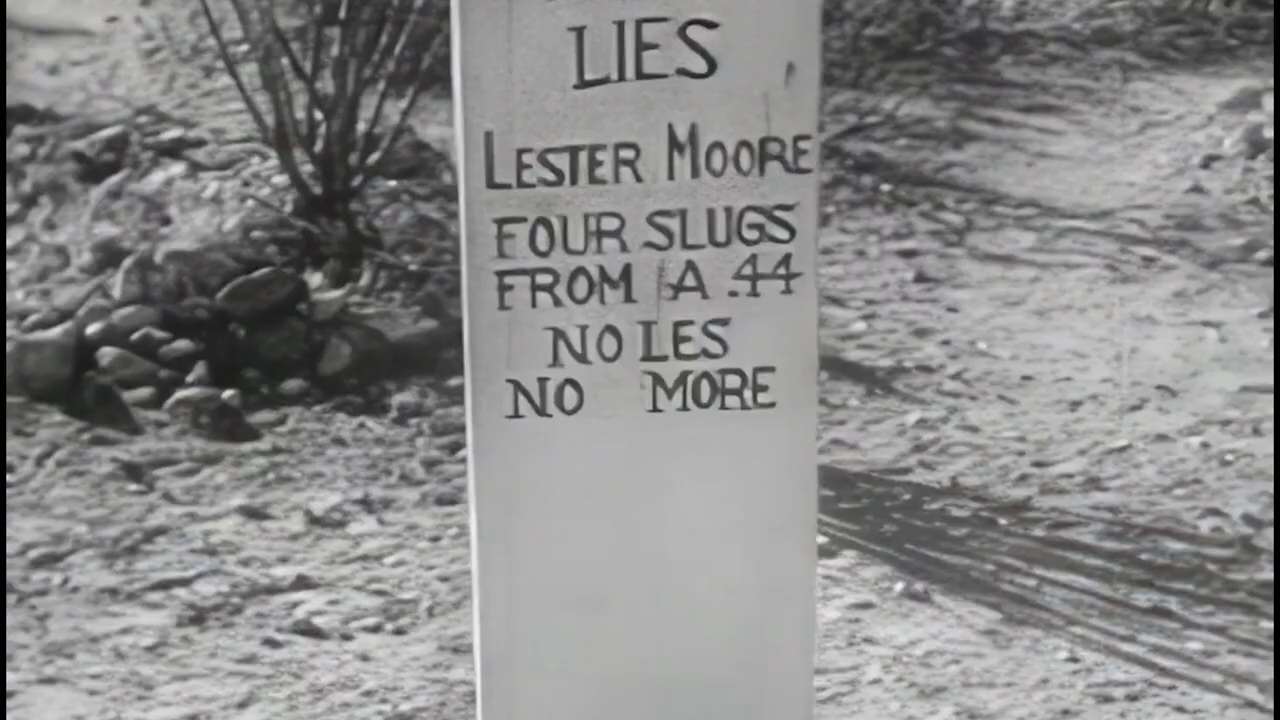 LIES
LESTER MOORE
FOUR SLUGS
FROM A .44
NO LES
NO MORE